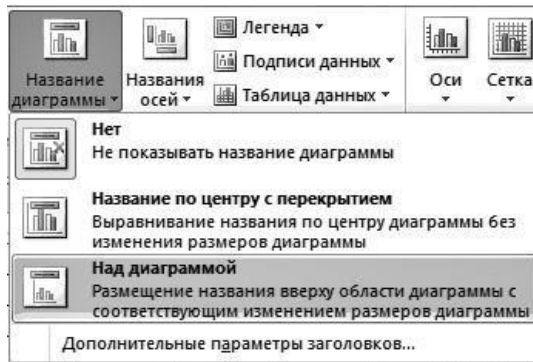 Название диаграммы
Названия осей
Легенда
Подписи данных
Таблица данных
Оси
Сетка
Нет
Не показывать название диаграммы
Название по центру с перекрытием
Выравнивание названия по центру диаграммы без
изменения размеров диаграммы
Над диаграммой
Размещение названия вверху области диаграммы с
соответствующим изменением размеров диаграммы
Дополнительные параметры заголовков...